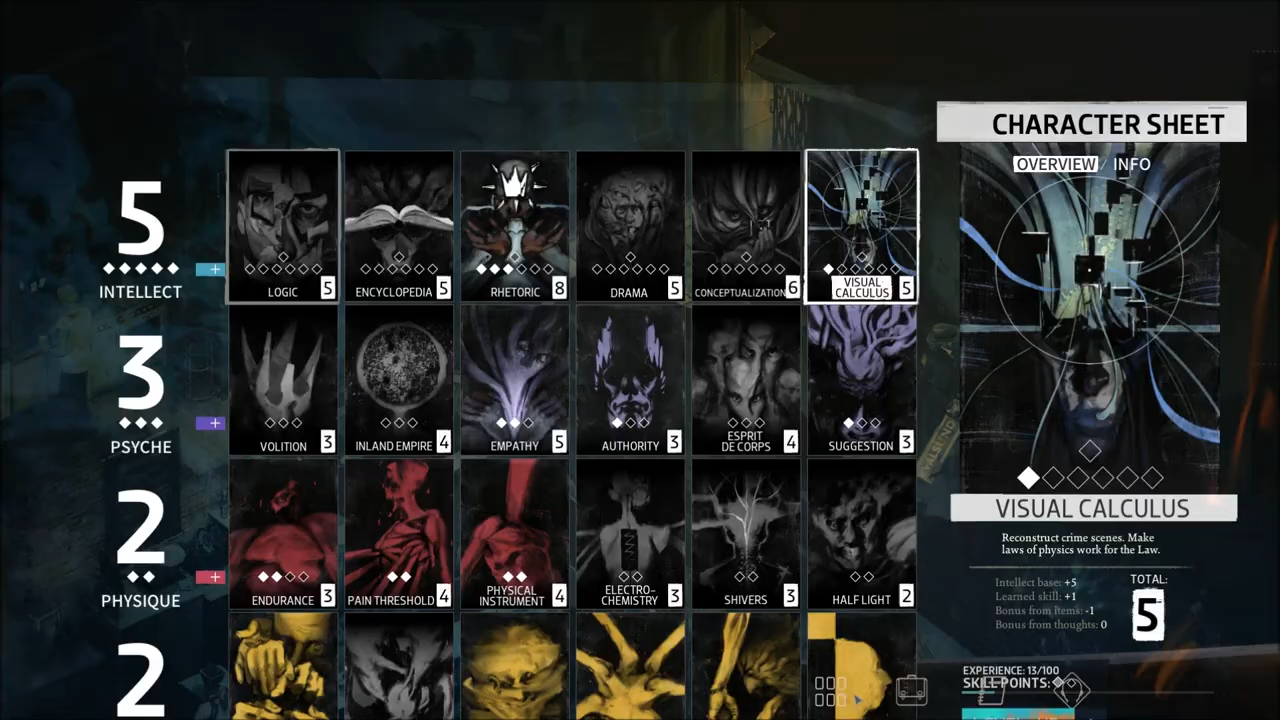 CHARACTER SHEET
OVERVIEW / INFO
5
INTELLECT
+
LOGIC 5
ENCYCLOPEDIA 5
RHETORIC 8
DRAMA 5
CONCEPTUALIZATION 6
VISUAL
CALCULUS 5
3
PSYCHE
+
VOLITION 3
INLAND EMPIRE 4
EMPATHY 5
AUTHORITY 3
ESPRIT
DE CORPS 4
SUGGESTION 3
2
PHYSIQUE
+
ENDURANCE 3
PAIN THRESHOLD 4
PHYSICAL
INSTRUMENT 4
ELECTRO-
CHEMISTRY 3
SHIVERS 3
HALF LIGHT 2
2
VISUAL CALCULUS
Reconstruct crime scenes. Make
laws of physics work for the Law.
Intellect base: +5
Learned skill: +1
Bonus from items: -1
Bonus from thoughts: 0
TOTAL:
5
EXPERIENCE: 13/100
SKILL POINTS: